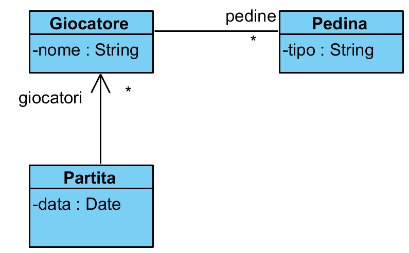 Giocatore
-nome : String
pedine
*
Pedina
-tipo : String
giocatori
*
Partita
-data : Date